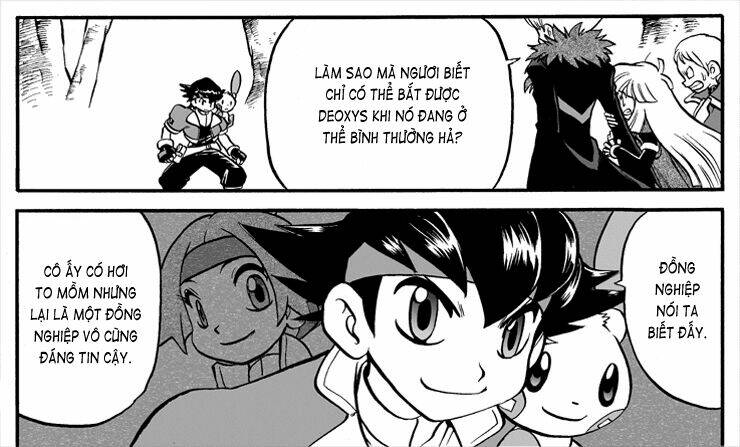 LÀM SAO MÀ NGƯƠI BIẾT
CHỈ CÓ THỂ BẮT ĐƯỢC
DEOXYS KHI NÓ ĐANG Ở
THỂ BÌNH THƯỜNG HẢ?
ĐỒNG
NGHIỆP
NÓI TA
BIẾT ĐẤY.
CÔ ẤY CÓ HƠI
TO MỒM NHƯNG
LẠI LÀ MỘT ĐỒNG
NGHIỆP VÔ CÙNG
ĐÁNG TIN CẬY.